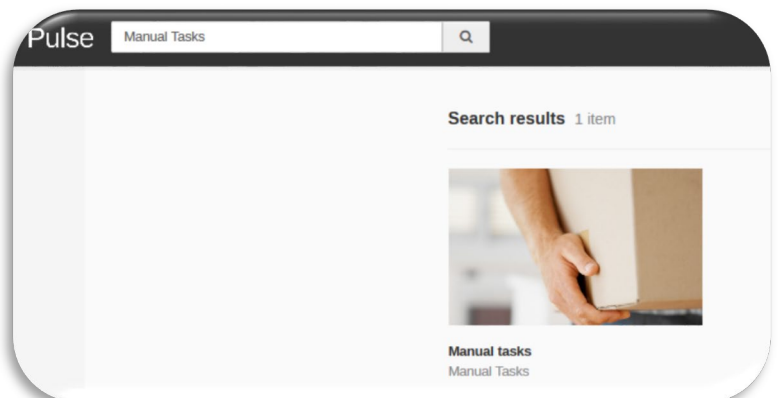 Pulse
Manual Tasks
Search results 1 item
Manual tasks
Manual Tasks